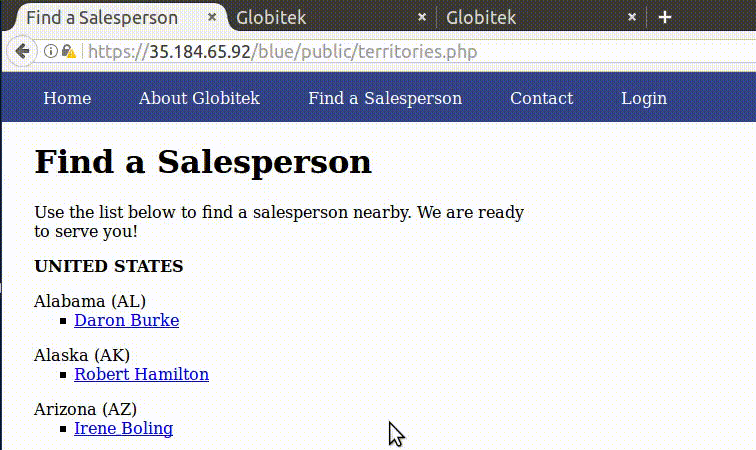 Find a Salesperson × Globitek × Globitek × +
https://35.184.65.92/blue/public/territories.php
Home About Globitek Find a Salesperson Contact Login
Find a Salesperson
Use the list below to find a salesperson nearby. We are ready
to serve you!
UNITED STATES
Alabama (AL)
Daron Burke
Alaska (AK)
Robert Hamilton
Arizona (AZ)
Irene Boling